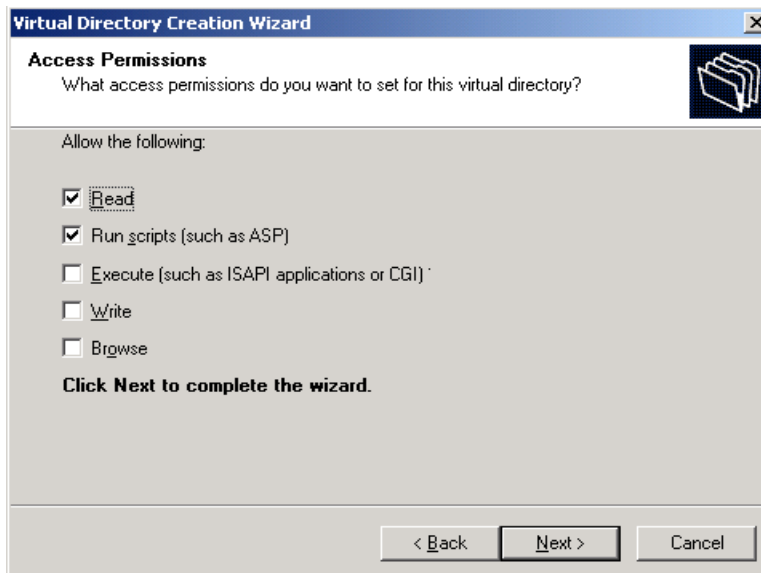 Virtual Directory Creation Wizard
Access Permissions
What access permissions do you want to set for this virtual directory?
Allow the following:
Read
Run scripts (such as ASP)
Execute (such as ISAPI applications or CGI)
Write
Browse
Click Next to complete the wizard.
< Back Next > Cancel